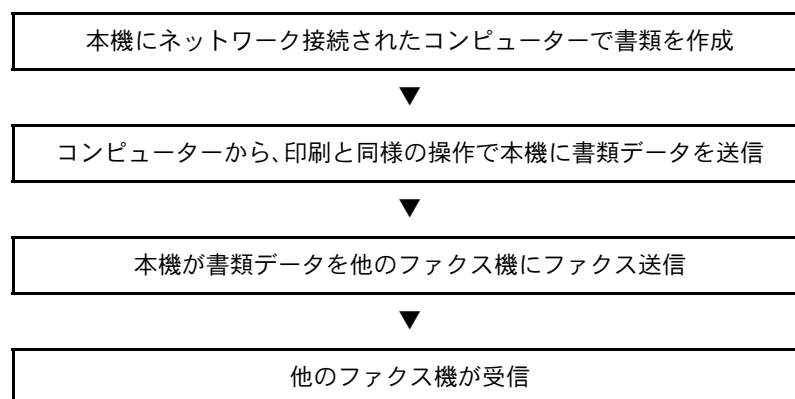 本機にネットワーク接続されたコンピューターで書類を作成
▼
コンピューターから、印刷と同様の操作で本機に書類データを送信
▼
本機が書類データを他のファクス機にファクス送信
▼
他のファクス機が受信